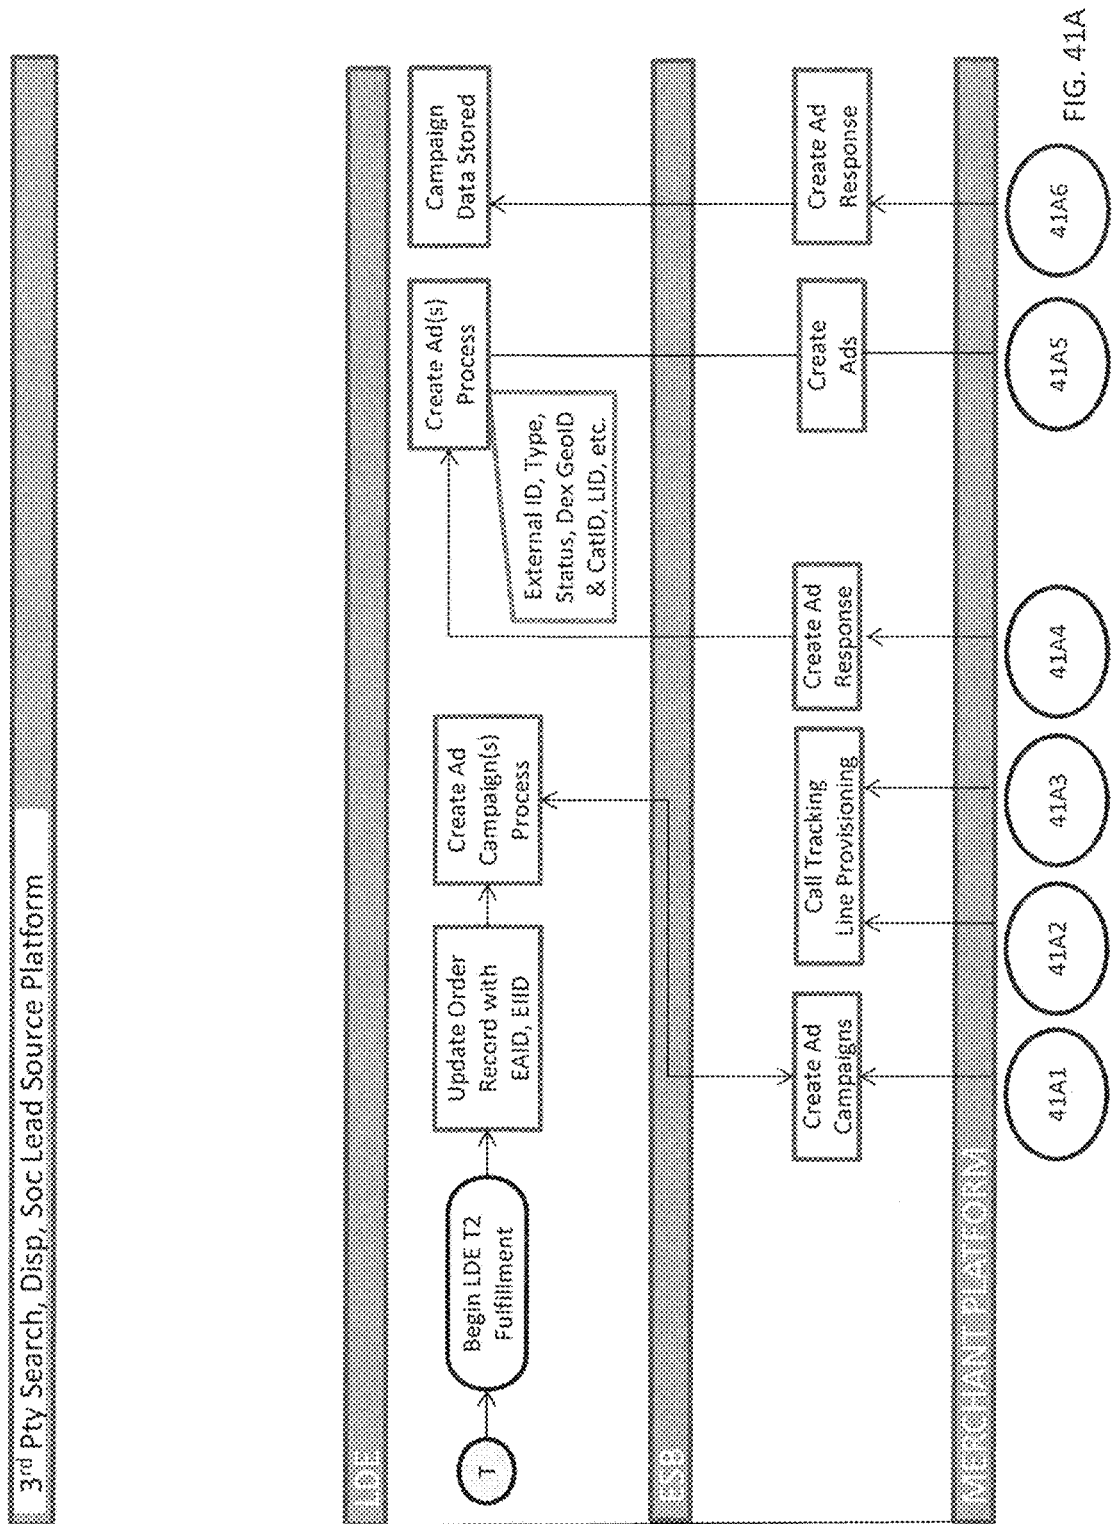 3rd Pty Search, Disp, Soc Lead Source Platform
LDE
T
Begin LDE T2
Fulfillment
Update Order
Record with
EAID, EIID
Create Ad
Campaign(s)
Process
Create Ad(s)
Process
Campaign
Data Stored
External ID, Type,
Status, Dex GeoID
& CatID, LID, etc.
ESB
Create Ad
Campaigns
Call Tracking
Line Provisioning
Create Ad
Response
Create
Ads
Create Ad
Response
MERCHANT PLATFORM
41A1
41A2
41A3
41A4
41A5
41A6
FIG. 41A